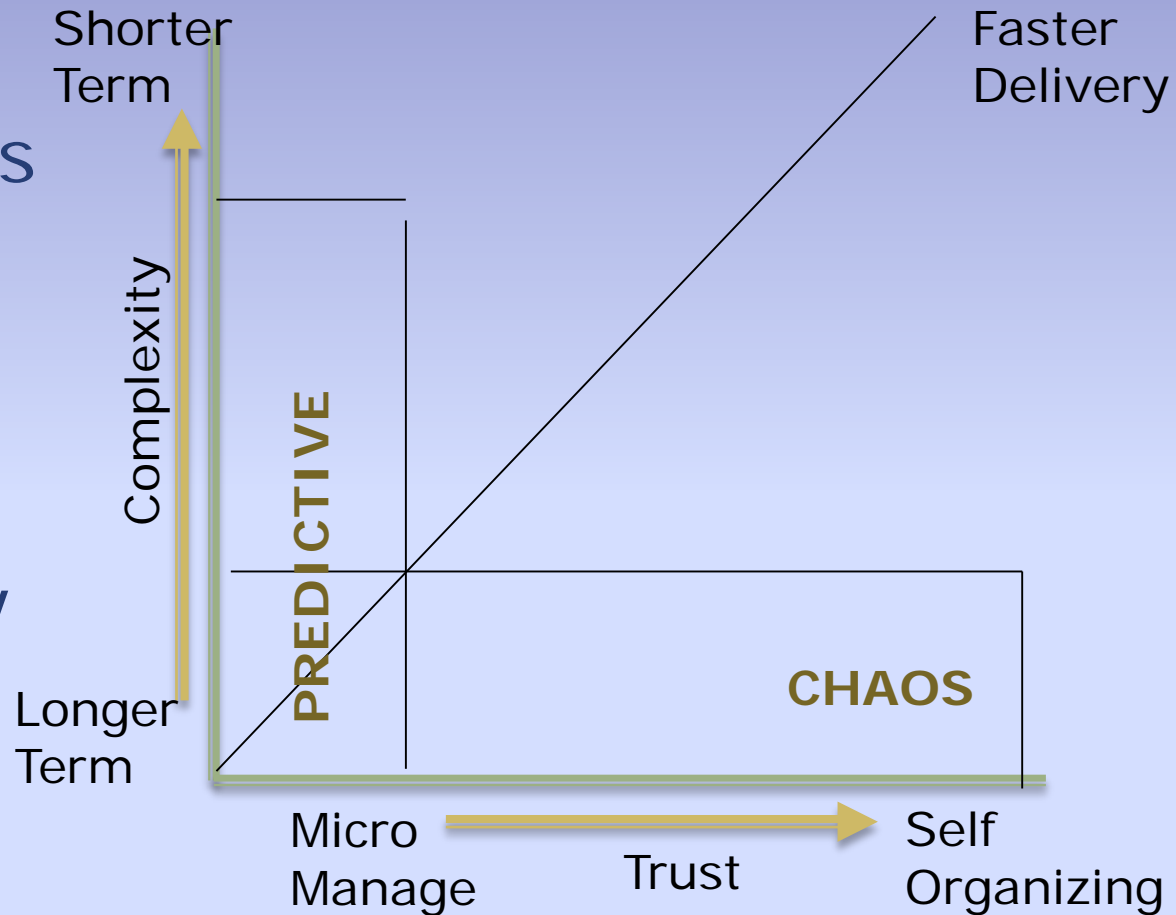 Shorter
Term
Faster
Delivery
s
Complexity
PREDICTIVE
CHAOS
Longer
Term
Micro
Manage
Trust
Self
Organizing